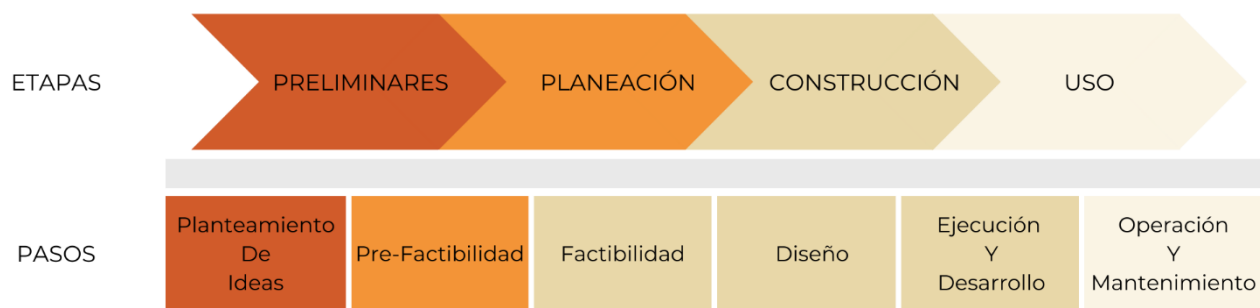 ETAPAS
PRELIMINARES
PLANEACIÓN
CONSTRUCCIÓN
USO
PASOS
Planteamiento
De
Ideas
Pre-Factibilidad
Factibilidad
Diseño
Ejecución
Y
Desarrollo
Operación
Y
Mantenimiento